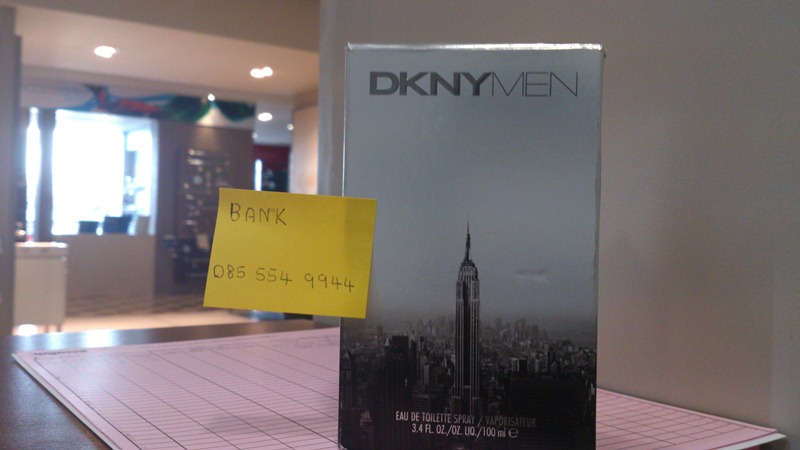 DKNYMEN
BANK
085 554 9944
EAU DE TOILETTE SPRAY / VAPORISATEUR
3.4 FL. OZ./OZ. LIQ./100 ml ℮